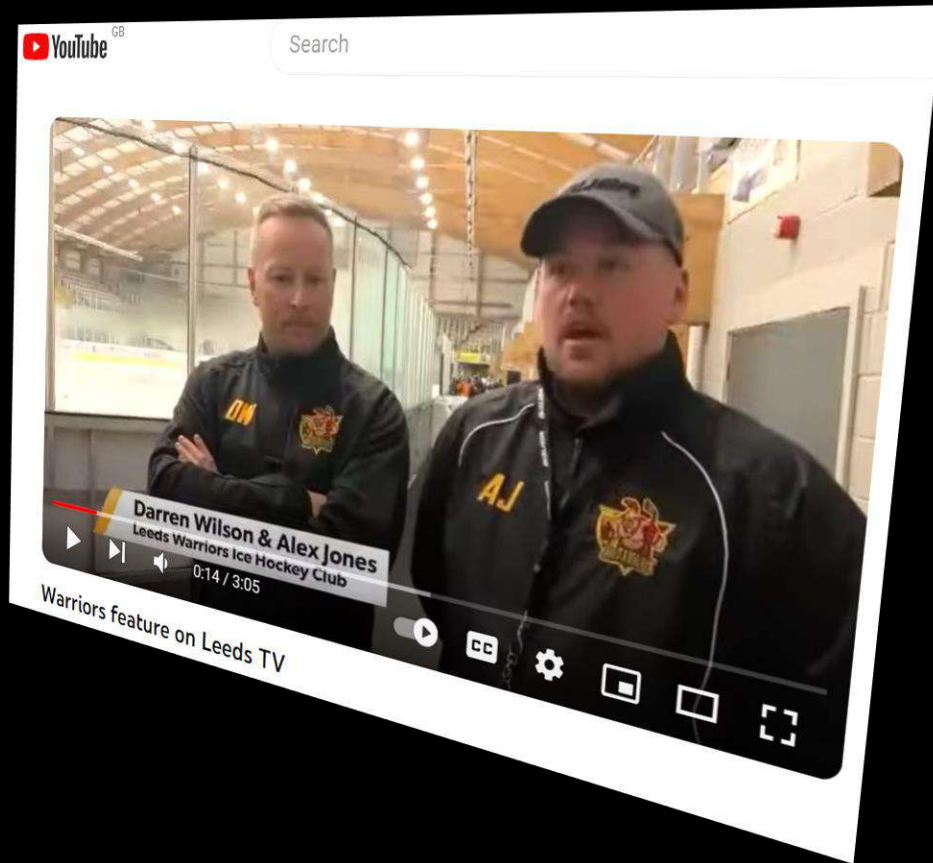 YouTube GB
Search
DW
AJ
Darren Wilson & Alex Jones
Leeds Warriors Ice Hockey Club
0:14 / 3:05
CC
Warriors feature on Leeds TV